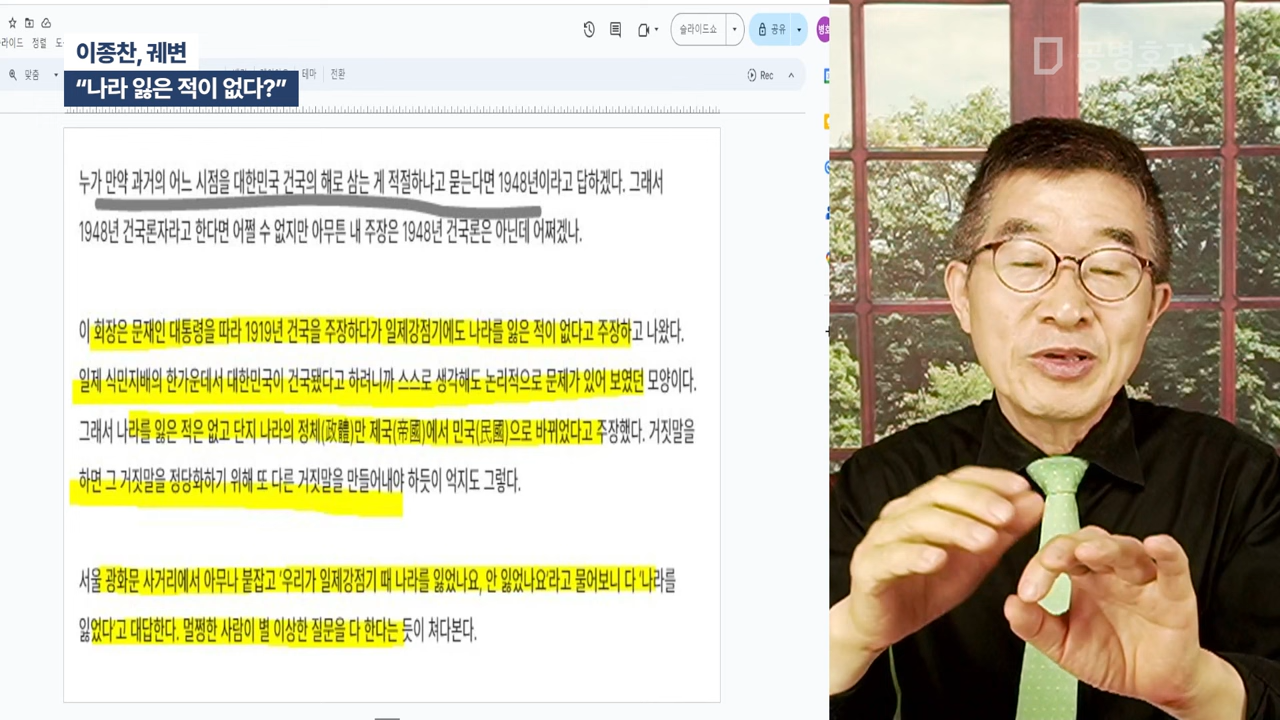 이종찬, 궤변
“나라 잃은 적이 없다?”
라이드 정렬 도
슬라이드쇼
공유
맞춤
테마
전환
Rec
공병호TV
누가 만약 과거의 어느 시점을 대한민국 건국의 해로 삼는 게 적절하냐고 묻는다면 1948년이라고 답하겠다. 그래서
1948년 건국론자라고 한다면 어쩔 수 없지만 아무튼 내 주장은 1948년 건국론은 아닌데 어쩌겠나.
이 회장은 문재인 대통령을 따라 1919년 건국을 주장하다가 일제강점기에도 나라를 잃은 적이 없다고 주장하고 나왔다.
일제 식민지배의 한가운데서 대한민국이 건국됐다고 하려니까 스스로 생각해도 논리적으로 문제가 있어 보였던 모양이다.
그래서 나라를 잃은 적은 없고 단지 나라의 정체(政體)만 제국(帝國)에서 민국(民國)으로 바뀌었다고 주장했다. 거짓말을
하면 그 거짓말을 정당화하기 위해 또 다른 거짓말을 만들어내야 하듯이 억지도 그렇다.
서울 광화문 사거리에서 아무나 붙잡고 '우리가 일제강점기 때 나라를 잃었나요, 안 잃었나요'라고 물어보니 다 '나라를
잃었다'고 대답한다. 멀쩡한 사람이 별 이상한 질문을 다 한다는 듯이 쳐다본다.